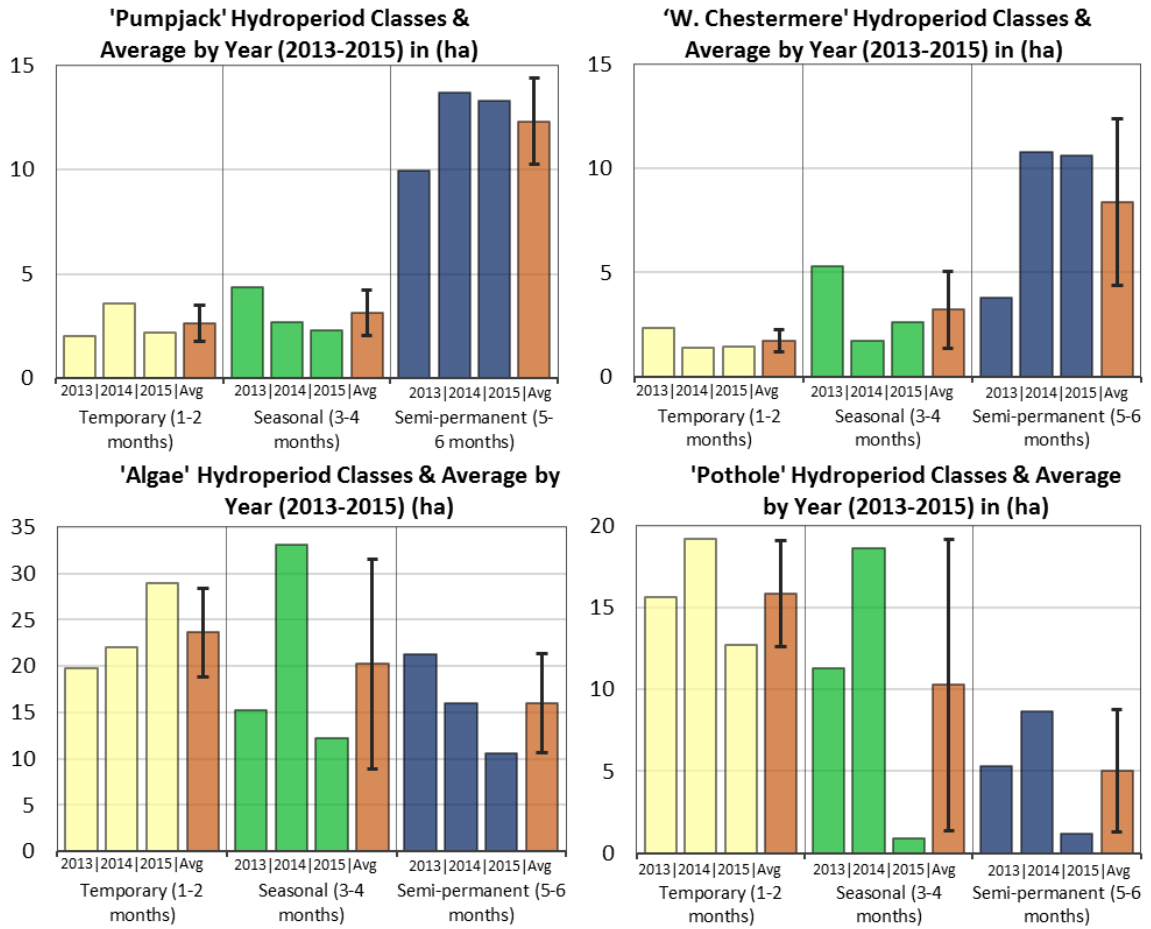 'Pumpjack' Hydroperiod Classes &
Average by Year (2013-2015) in (ha)
15
10
5
0
2013|2014|2015|Avg
2013|2014|2015|Avg
2013|2014|2015|Avg
Temporary (1-2
months)
Seasonal (3-4
months)
Semi-permanent (5-
6 months)
‘W. Chestermere' Hydroperiod Classes &
Average by Year (2013-2015) in (ha)
15
10
5
0
2013|2014|2015|Avg
2013|2014|2015|Avg
2013|2014|2015|Avg
Temporary (1-2
months)
Seasonal (3-4
months)
Semi-permanent (5-6
months)
'Algae' Hydroperiod Classes & Average by
Year (2013-2015) (ha)
35
30
25
20
15
10
5
0
2013|2014|2015|Avg
2013|2014|2015|Avg
2013|2014|2015|Avg
Temporary (1-2
months)
Seasonal (3-4
months)
Semi-permanent (5-6
months)
'Pothole' Hydroperiod Classes & Average
by Year (2013-2015) in (ha)
20
15
10
5
0
2013|2014|2015|Avg
2013|2014|2015|Avg
2013|2014|2015|Avg
Temporary (1-2
months)
Seasonal (3-4
months)
Semi-permanent (5-6
months)